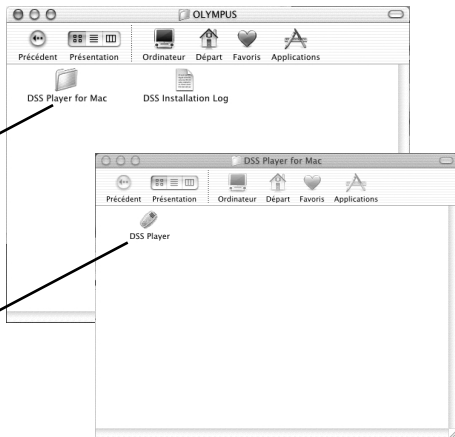 OLYMPUS
Précédent Présentation Ordinateur Départ Favoris Applications
DSS Player for Mac DSS Installation Log
DSS Player for Mac
Précédent Présentation Ordinateur Départ Favoris Applications
DSS Player